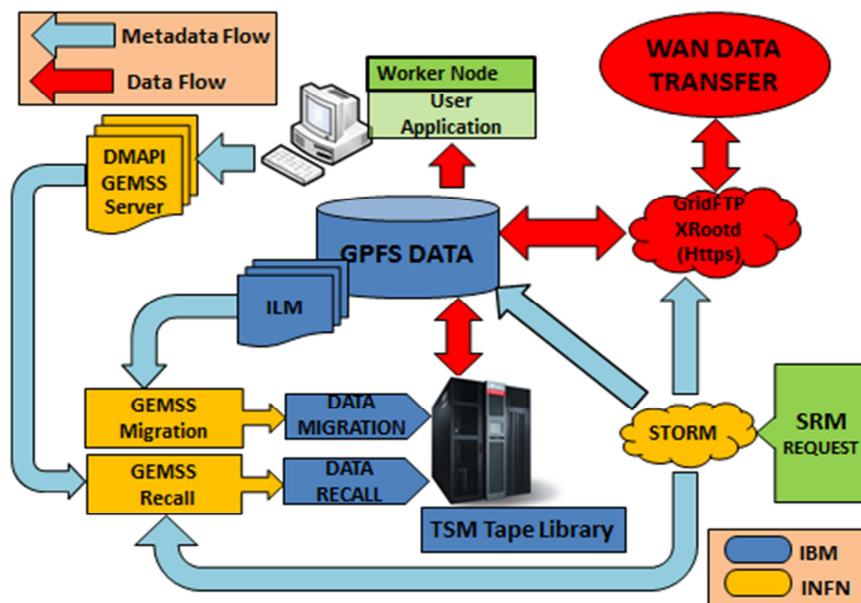 Metadata Flow
Data Flow
Worker Node
User
Application
WAN DATA
TRANSFER
DMAPI
GEMSS
Server
GridFTP
XRootd
(Https)
GPFS DATA
ILM
GEMSS
Migration
DATA
MIGRATION
GEMSS
Recall
DATA
RECALL
STORM
SRM
REQUEST
TSM Tape Library
IBM
INFN